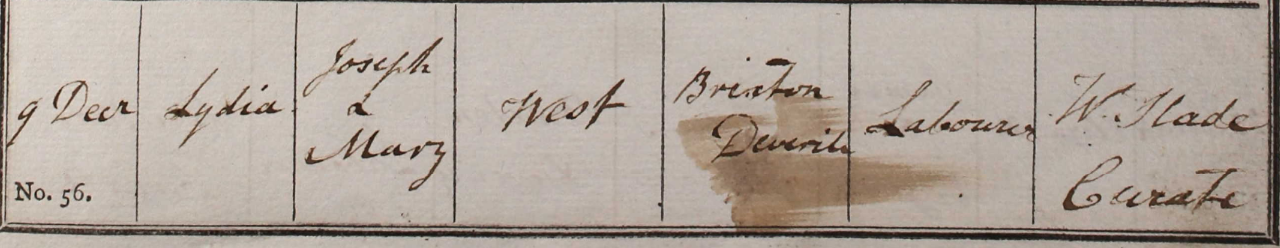 9 Decr
No. 56.
Lydia
Joseph
&
Mary
West
Brixton
Deverill
Labourer
W. Slade
Curate